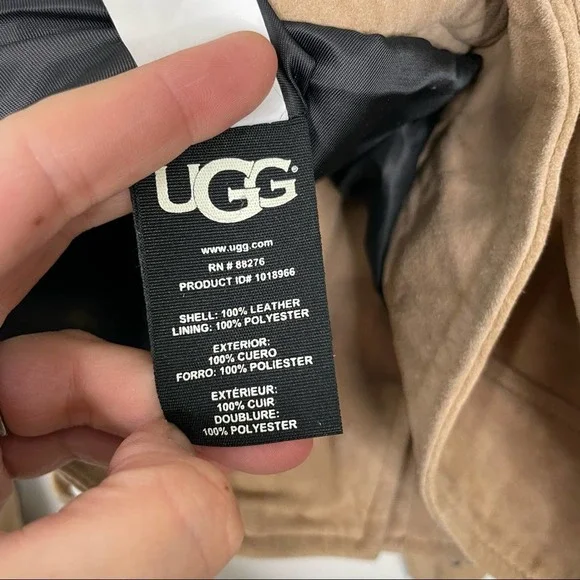 UGG®
www.ugg.com
RN # 88276
PRODUCT ID# 1018966
SHELL: 100% LEATHER
LINING: 100% POLYESTER
EXTERIOR:
100% CUERO
FORRO: 100% POLIESTER
EXTÉRIEUR:
100% CUIR
DOUBLURE:
100% POLYESTER